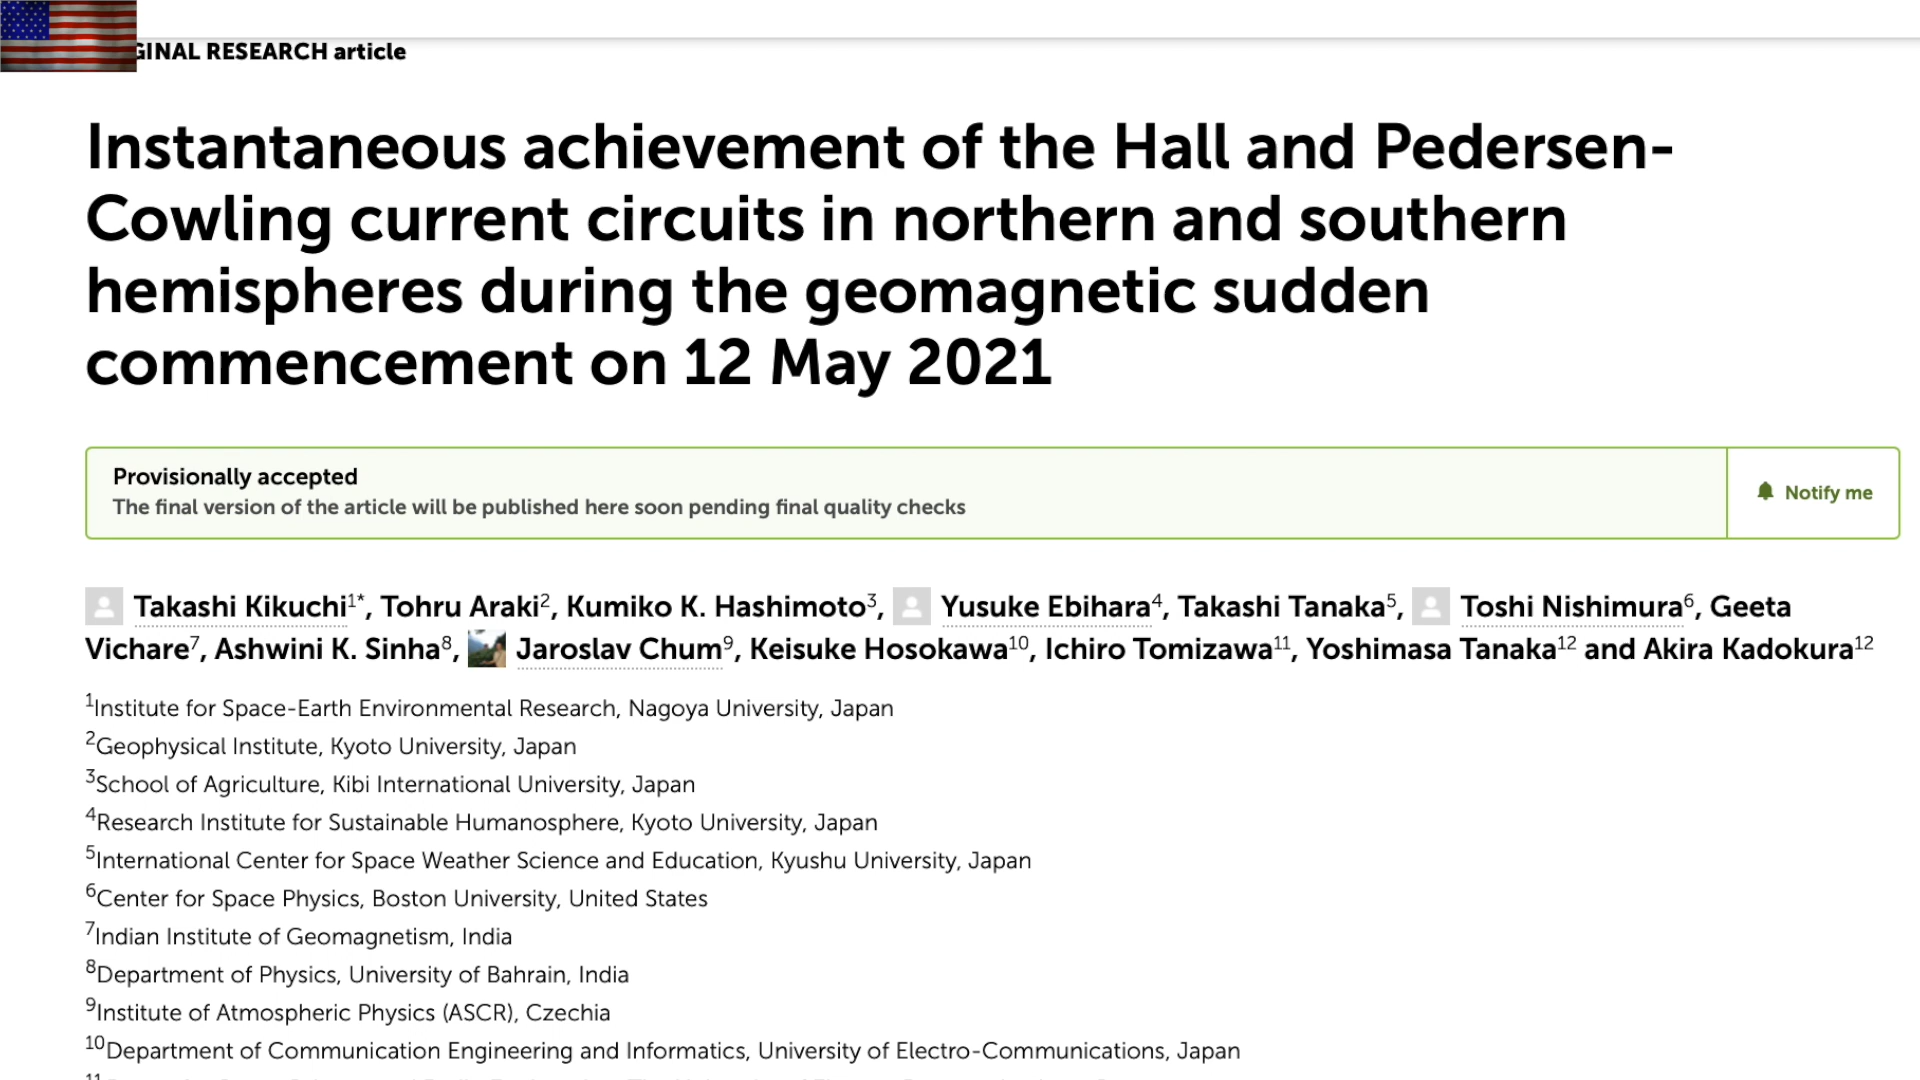 GINAL RESEARCH article
Instantaneous achievement of the Hall and Pedersen-
Cowling current circuits in northern and southern
hemispheres during the geomagnetic sudden
commencement on 12 May 2021
Provisionally accepted
The final version of the article will be published here soon pending final quality checks
Notify me
Takashi Kikuchi1*, Tohru Araki2, Kumiko K. Hashimoto3, Yusuke Ebihara4, Takashi Tanaka5, Toshi Nishimura6, Geeta
Vichare7, Ashwini K. Sinha8, Jaroslav Chum9, Keisuke Hosokawa10, Ichiro Tomizawa11, Yoshimasa Tanaka12 and Akira Kadokura12
1Institute for Space-Earth Environmental Research, Nagoya University, Japan
2Geophysical Institute, Kyoto University, Japan
3School of Agriculture, Kibi International University, Japan
4Research Institute for Sustainable Humanosphere, Kyoto University, Japan
5International Center for Space Weather Science and Education, Kyushu University, Japan
6Center for Space Physics, Boston University, United States
7Indian Institute of Geomagnetism, India
8Department of Physics, University of Bahrain, India
9Institute of Atmospheric Physics (ASCR), Czechia
10Department of Communication Engineering and Informatics, University of Electro-Communications, Japan
11